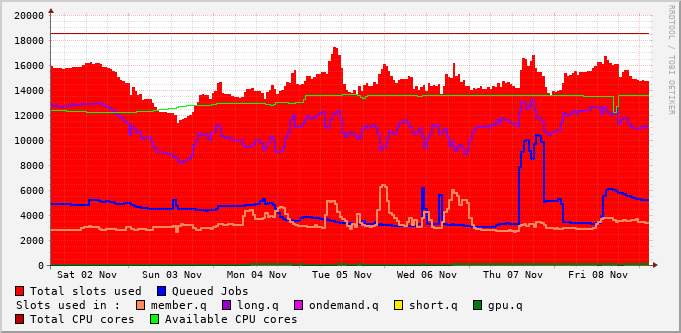 20000
18000
16000
14000
12000
10000
8000
6000
4000
2000
0
Sat 02 Nov Sun 03 Nov Mon 04 Nov Tue 05 Nov Wed 06 Nov Thu 07 Nov Fri 08 Nov
RRDTOOL / TOBI OETIKER
Total slots used Queued Jobs
Slots used in : member.q long.q ondemand.q short.q gpu.q
Total CPU cores Available CPU cores